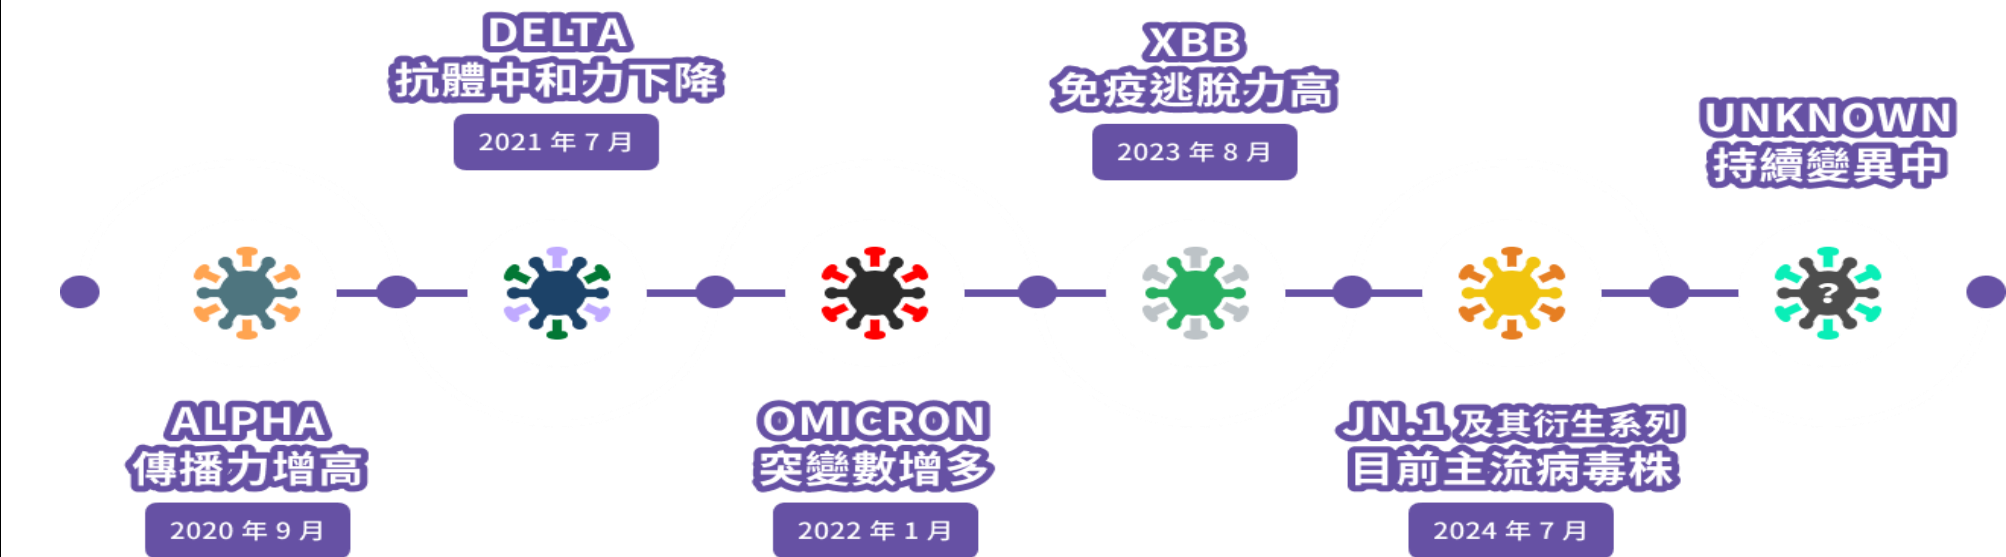 ALPHA
傳播力增高
2020 年 9 月
DELTA
抗體中和力下降
2021 年 7 月
OMICRON
突變數增多
2022 年 1 月
XBB
免疫逃脫力高
2023 年 8 月
JN.1 及其衍生系列
目前主流病毒株
2024 年 7 月
UNKNOWN
持續變異中
?